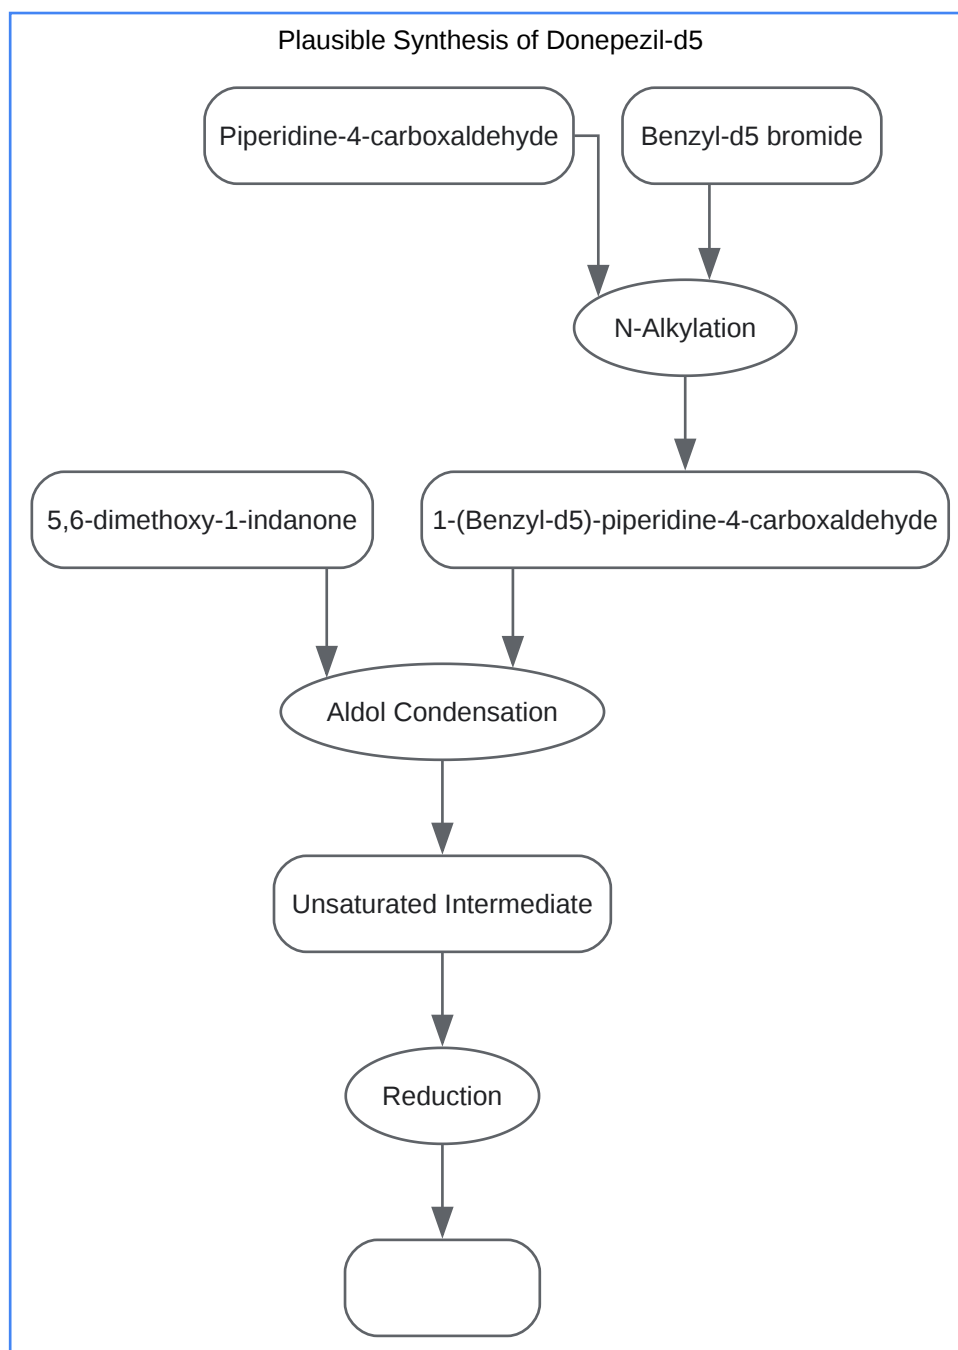 Plausible Synthesis of Donepezil-d5
Piperidine-4-carboxaldehyde
Benzyl-d5 bromide
N-Alkylation
5,6-dimethoxy-1-indanone
1-(Benzyl-d5)-piperidine-4-carboxaldehyde
Aldol Condensation
Unsaturated Intermediate
Reduction